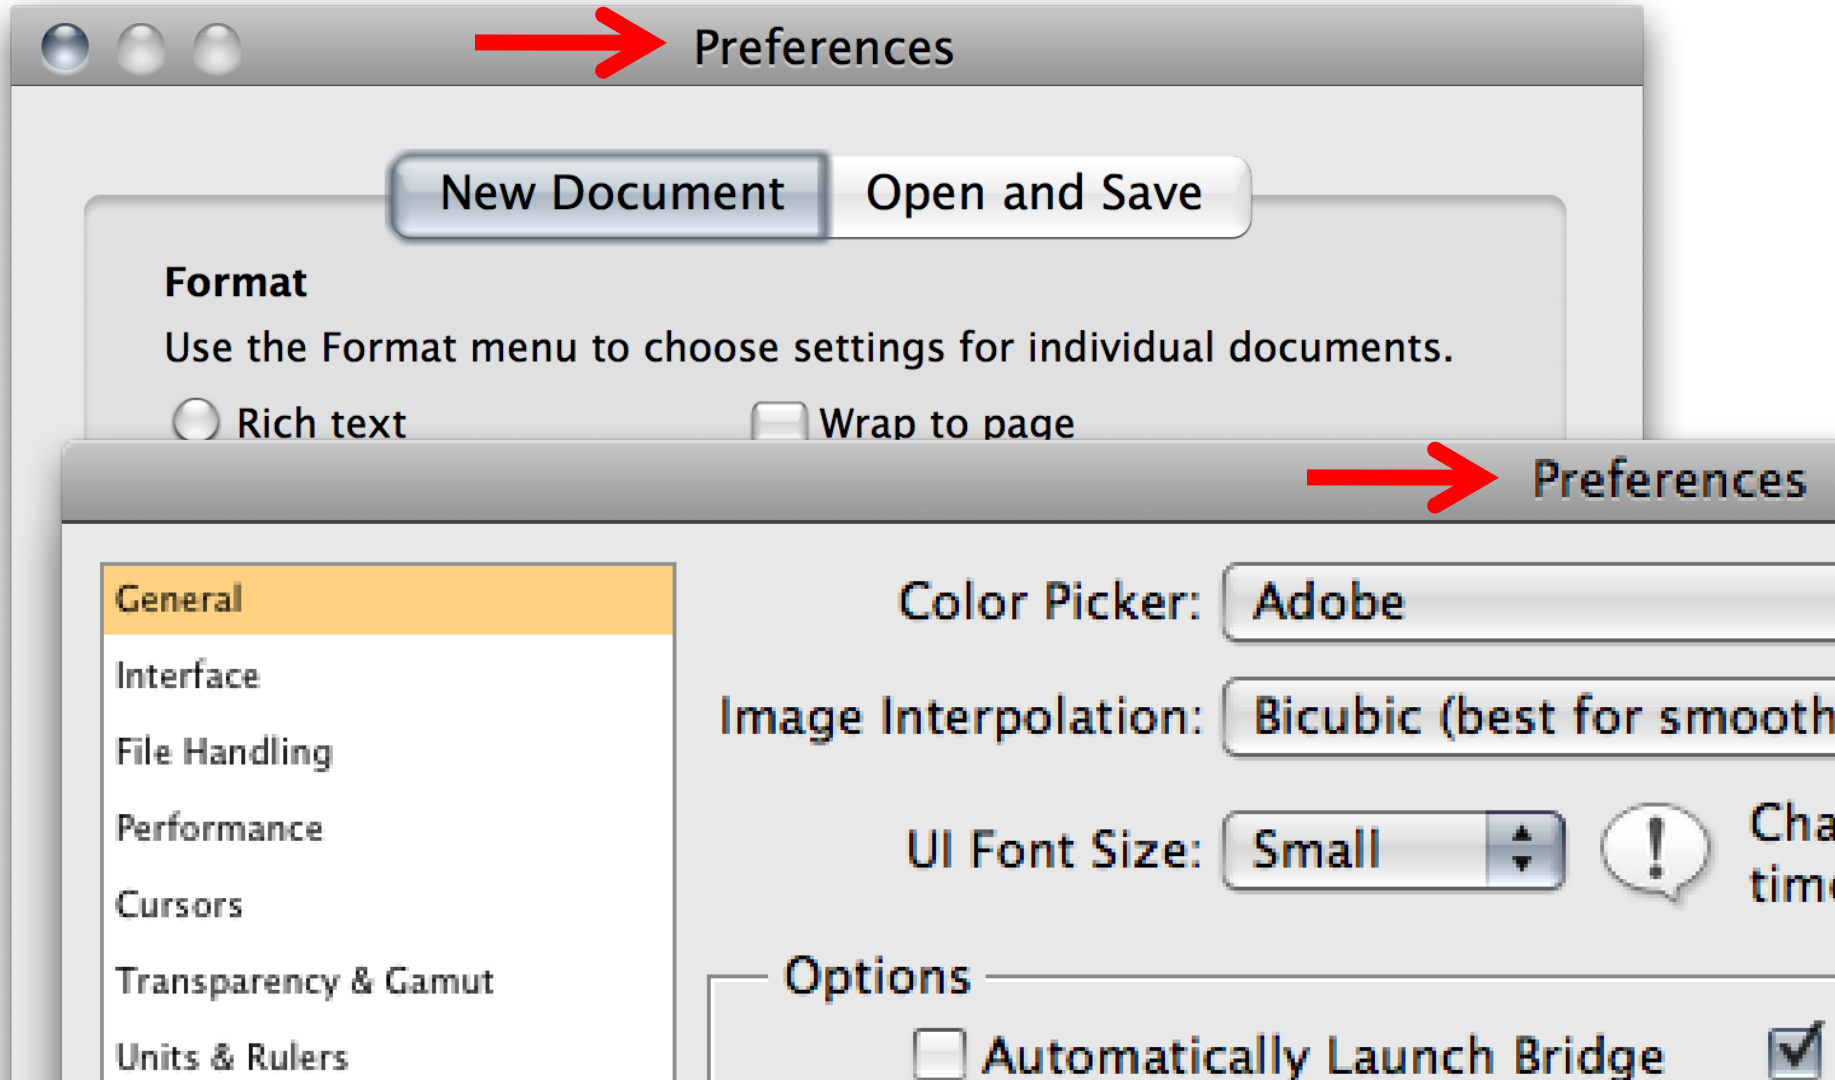 Preferences
New Document Open and Save
Format
Use the Format menu to choose settings for individual documents.
Rich text Wrap to page
Preferences
General
Interface
File Handling
Performance
Cursors
Transparency & Gamut
Units & Rulers
Color Picker: Adobe
Image Interpolation: Bicubic (best for smooth
UI Font Size: Small
! Cha
time
Options
Automatically Launch Bridge